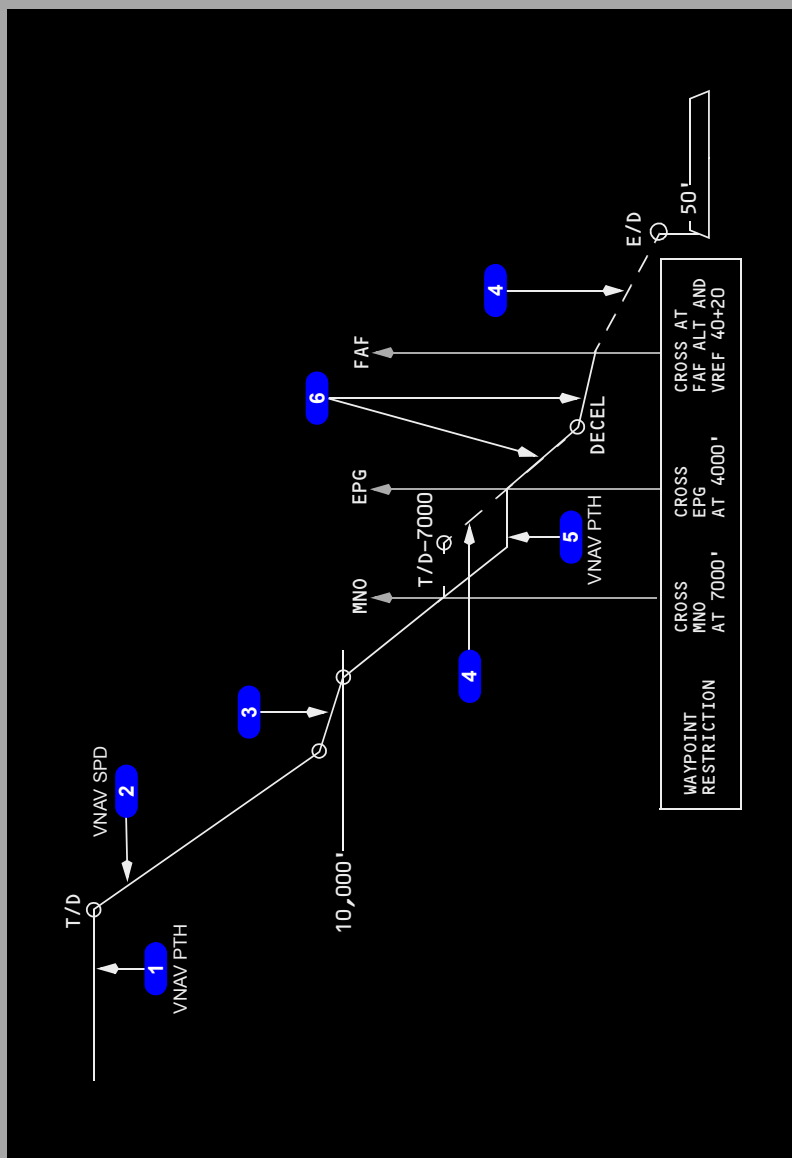 T/D
1
VNAV PTH
VNAV SPD
2
3
10,000'
MNO
4
T/D-7000
EPG
5
VNAV PTH
6
DECEL
FAF
4
E/D
50'
WAYPOINT
RESTRICTION
CROSS
MNO
AT 7000'
CROSS
EPG
AT 4000'
CROSS AT
FAF ALT AND
VREF 40+20